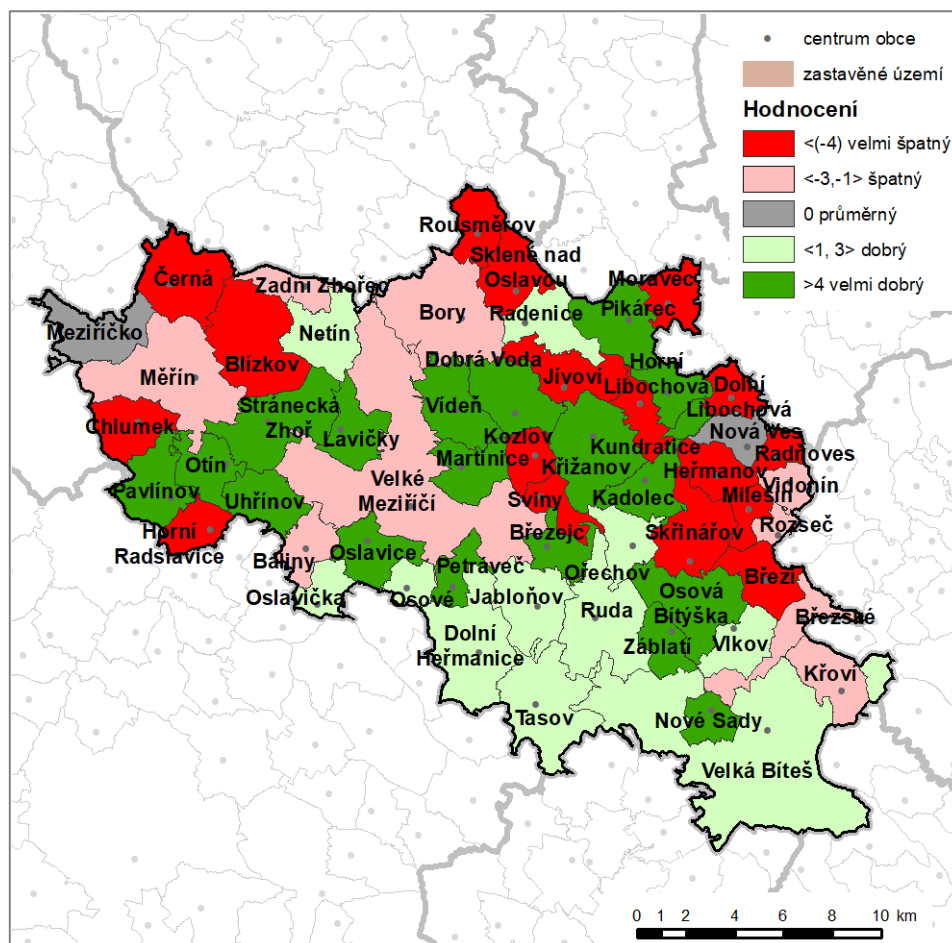 centrum obce
zastavěné území
Hodnocení
<(-4) velmi špatný
<-3,-1> špatný
0 průměrný
<1, 3> dobrý
>4 velmi dobrý
Rousměrov
Sklené nad
Oslavou
Moravec
Černá
Zadní Zhořec
Pikárec
Bory
Radenice
Meziříčko
Netín
Dobrá Voda
Horní
Libochová
Blízkov
Měřín
Jívoví
Dolní
Libochová
Stránecká
Zhoř
Vídeň
Chlumek
Lavičky
Kozlov
Kundratice
Nová Ves
Radňoves
Otín
Martinice
Křižanov
Heřmanov
Vidonín
Pavlínov
Uhřínov
Velké
Meziříčí
Kadolec
Milešín
Sviny
Rozseč
Horní
Radslavice
Skřinářov
Březejc
Oslavice
Baliny
Petráveč
Ořechov
Březí
Oslavička
Osové
Jabloňov
Ruda
Osová
Bítýška
Březské
Dolní
Heřmanice
Záblatí
Vlkov
Křoví
Tasov
Nové Sady
Velká Bíteš
0 1 2 4 6 8 10 km